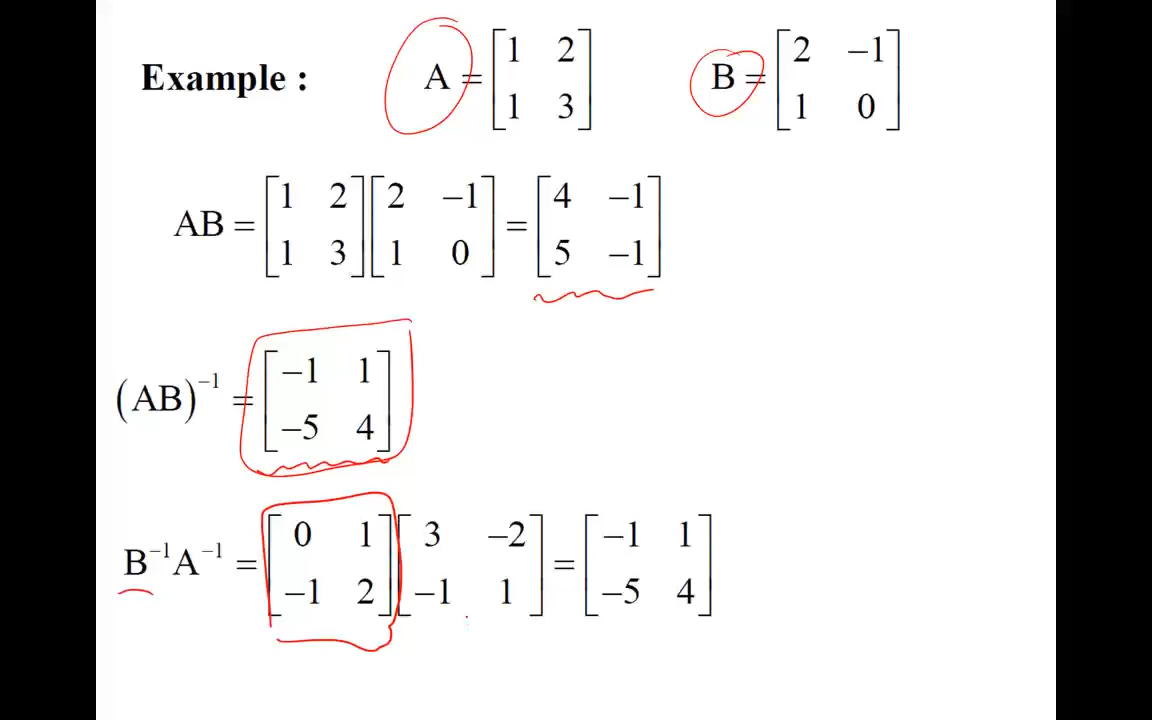 Example : A = [1 2; 1 3] B = [2 −1; 1 0]
AB = [1 2; 1 3] [2 −1; 1 0] = [4 −1; 5 −1]
(AB)⁻¹ = [−1 1; −5 4]
B⁻¹A⁻¹ = [0 1; −1 2] [3 −2; −1 1] = [−1 1; −5 4]